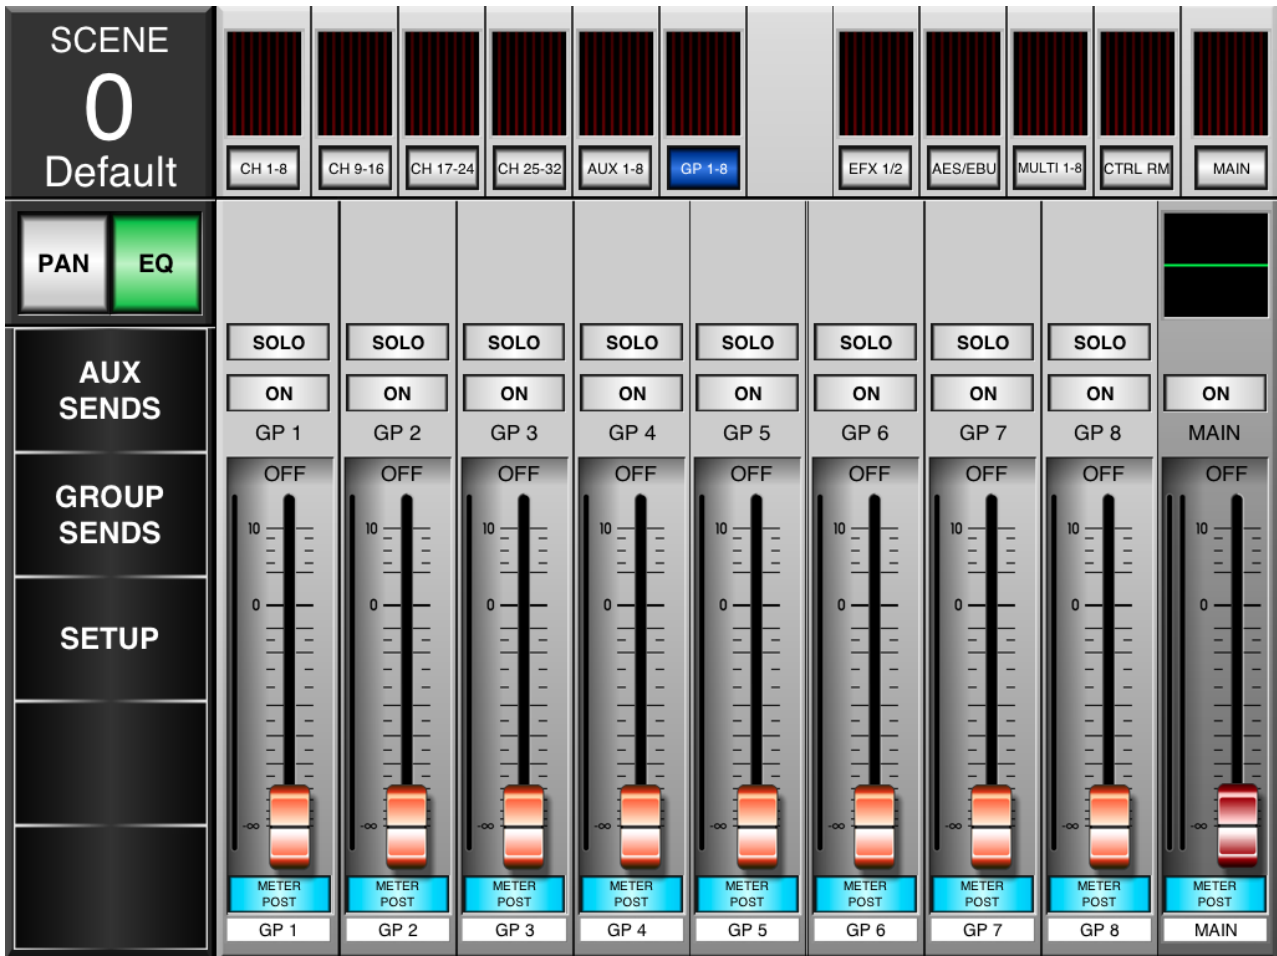 SCENE
0
Default
CH 1-8 CH 9-16 CH 17-24 CH 25-32 AUX 1-8 GP 1-8 EFX 1/2 AES/EBU MULTI 1-8 CTRL RM MAIN
PAN EQ
SOLO SOLO SOLO SOLO SOLO SOLO SOLO SOLO
ON ON ON ON ON ON ON ON ON
GP 1 GP 2 GP 3 GP 4 GP 5 GP 6 GP 7 GP 8 MAIN
AUX
SENDS
GROUP
SENDS
SETUP
OFF OFF OFF OFF OFF OFF OFF OFF OFF
10 10 10 10 10 10 10 10 10
0 0 0 0 0 0 0 0 0
-∞ -∞ -∞ -∞ -∞ -∞ -∞ -∞ -∞
METER METER METER METER METER METER METER METER METER
POST POST POST POST POST POST POST POST POST
GP 1 GP 2 GP 3 GP 4 GP 5 GP 6 GP 7 GP 8 MAIN